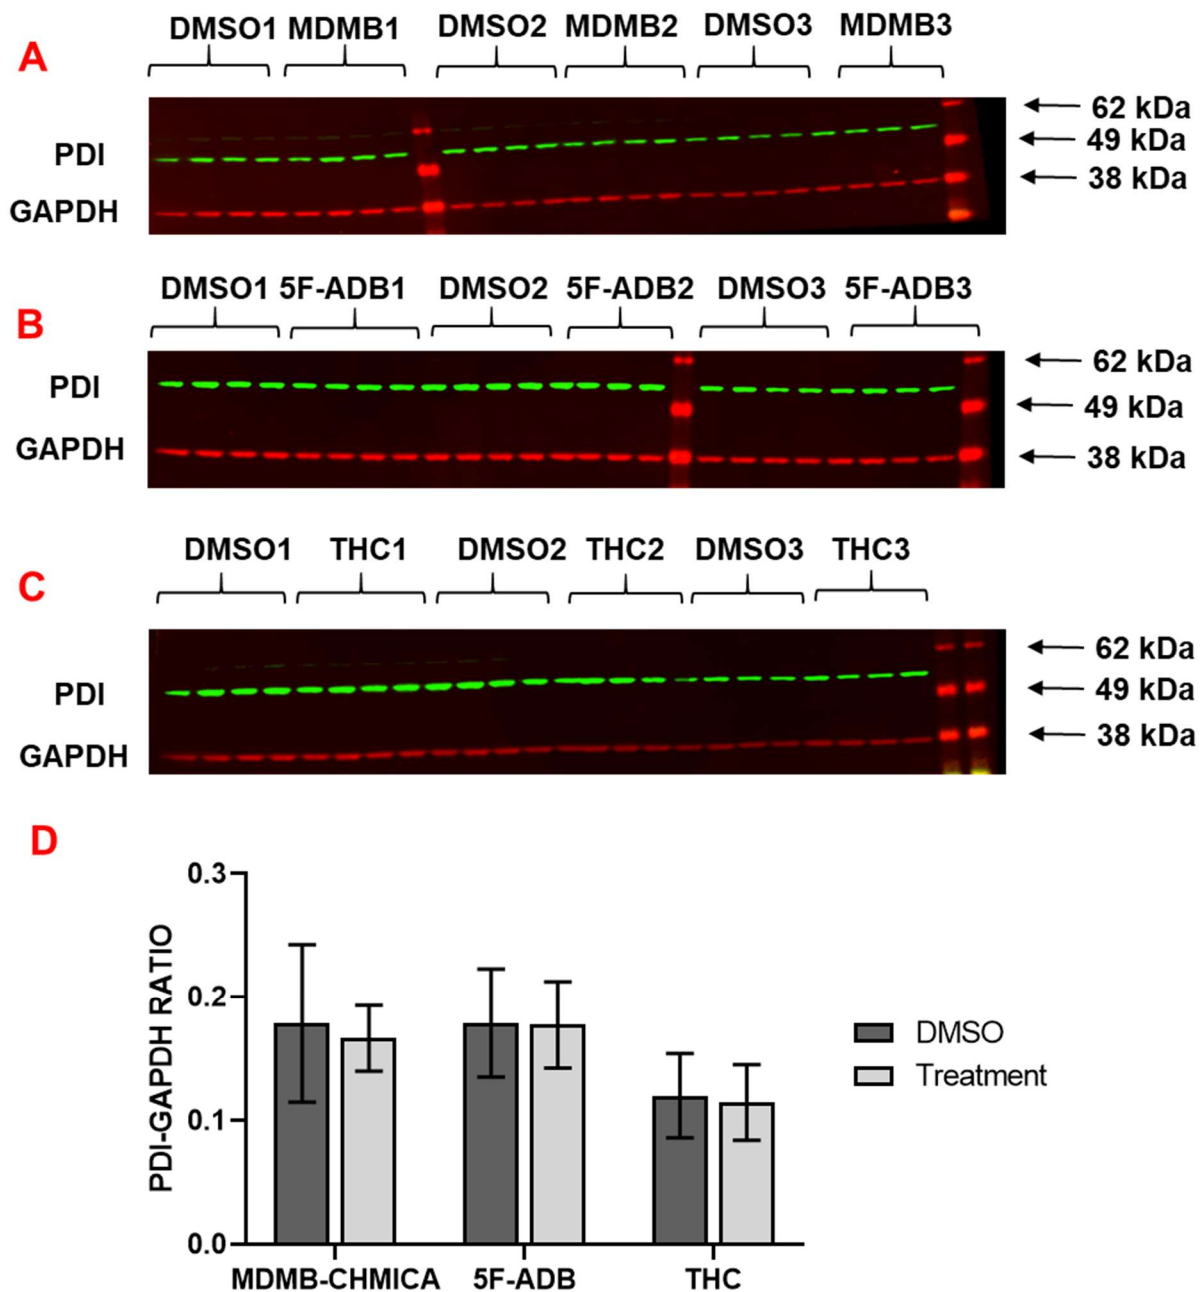 A
DMSO1 MDMB1 DMSO2 MDMB2 DMSO3 MDMB3
62 kDa
49 kDa
PDI
38 kDa
GAPDH
B
DMSO1 5F-ADB1 DMSO2 5F-ADB2 DMSO3 5F-ADB3
62 kDa
PDI
49 kDa
GAPDH
38 kDa
C
DMSO1 THC1 DMSO2 THC2 DMSO3 THC3
62 kDa
PDI
49 kDa
38 kDa
GAPDH
D
PDI-GAPDH RATIO
0.3
0.2
0.1
0.0
MDMB-CHMICA 5F-ADB THC
DMSO
Treatment